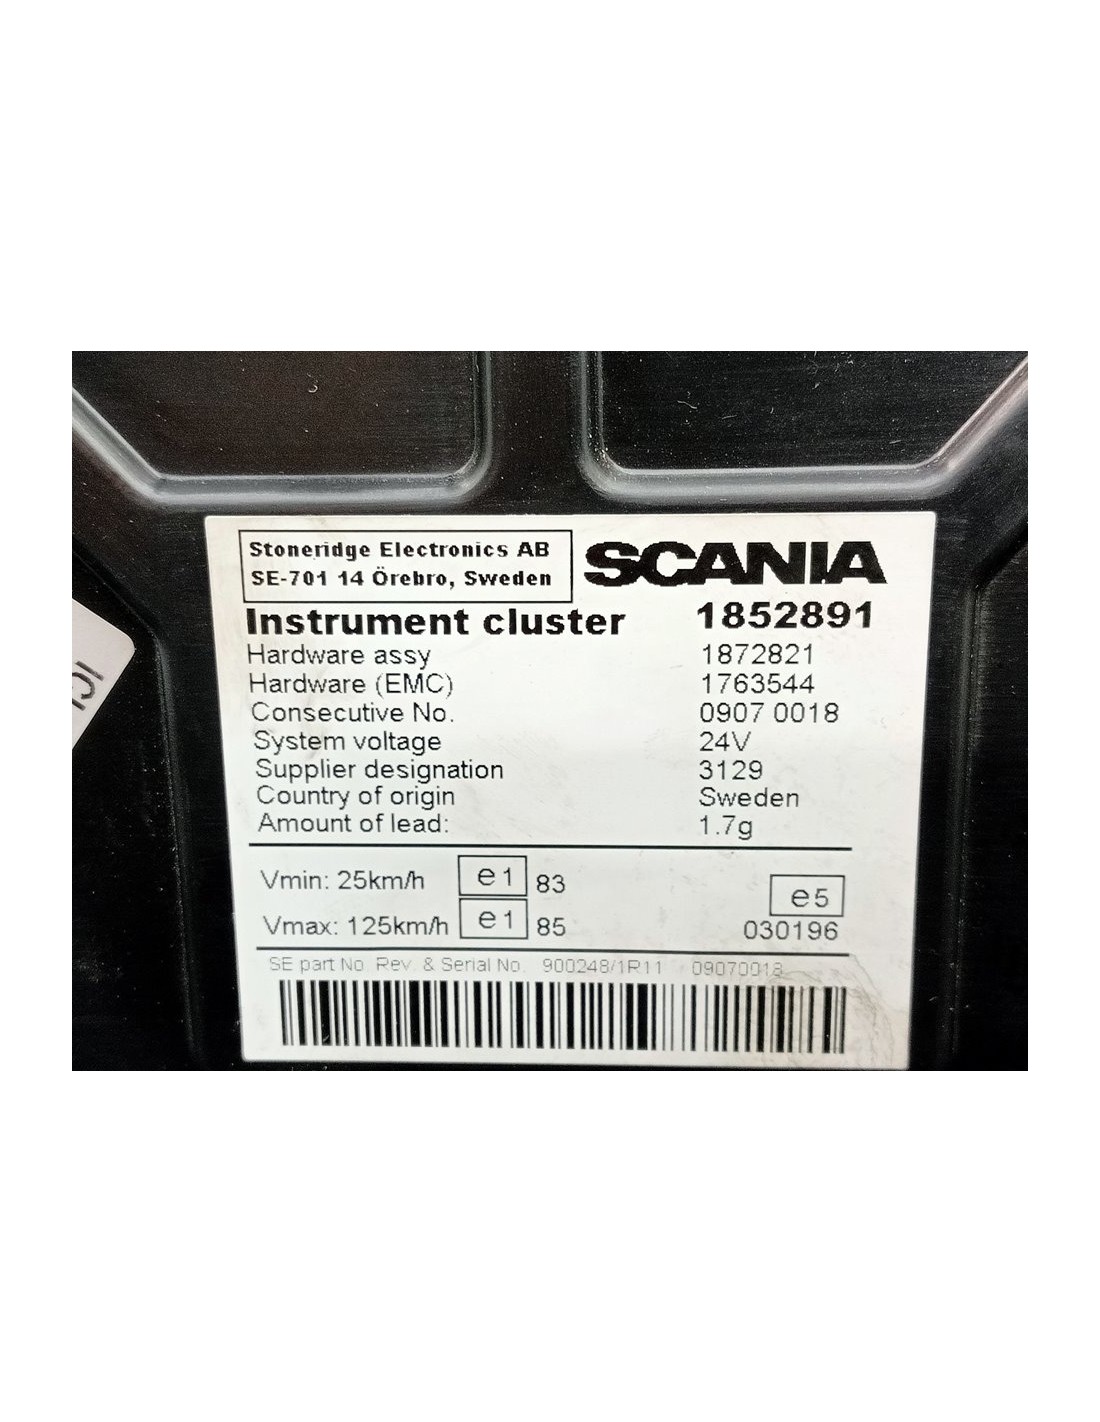 Stoneridge Electronics AB
SE-701 14 Örebro, Sweden
SCANIA
Instrument cluster 1852891
Hardware assy 1872821
Hardware (EMC) 1763544
Consecutive No. 0907 0018
System voltage 24V
Supplier designation 3129
Country of origin Sweden
Amount of lead: 1.7g
Vmin: 25km/h e1 83
Vmax: 125km/h e1 85
e5
030196
SE part No. Rev. & Serial No. 900248/1R11 09070018